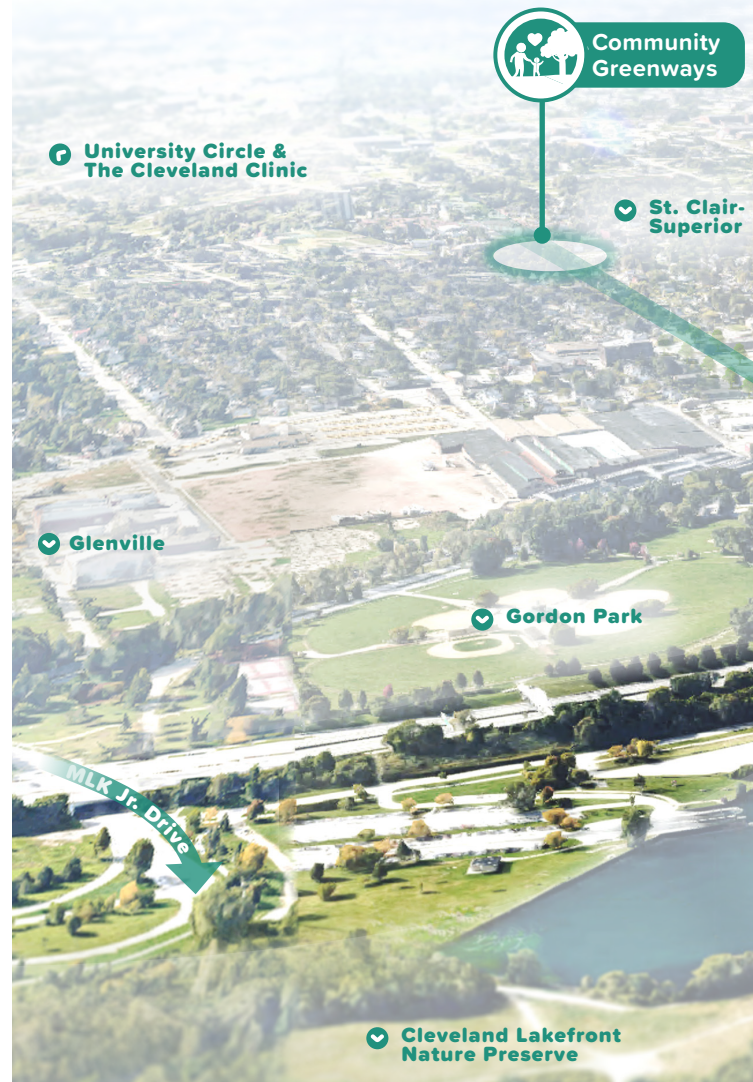 Community
Greenways
University Circle &
The Cleveland Clinic
St. Clair-
Superior
Glenville
Gordon Park
MLK Jr. Drive
Cleveland Lakefront
Nature Preserve